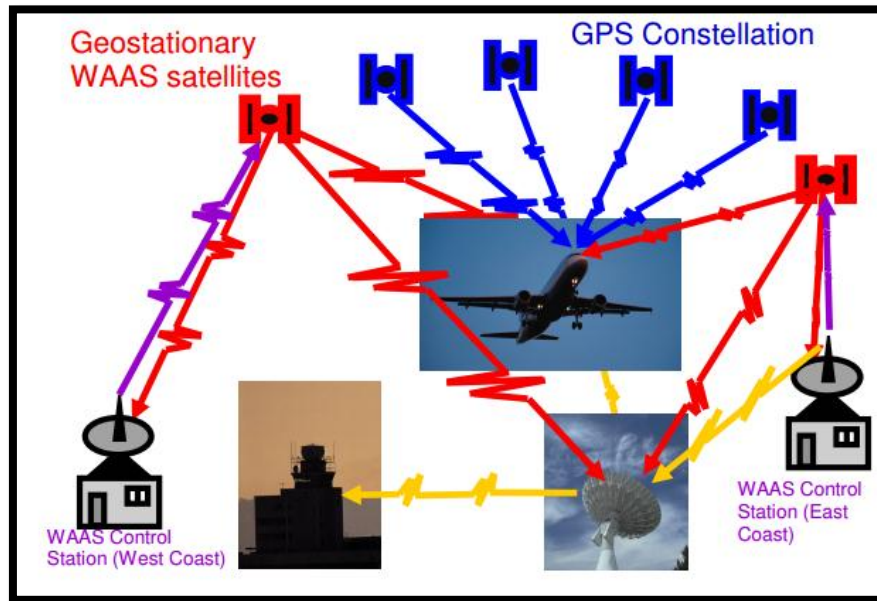 Geostationary
WAAS satellites
GPS Constellation
WAAS Control
Station (West Coast)
WAAS Control
Station (East
Coast)